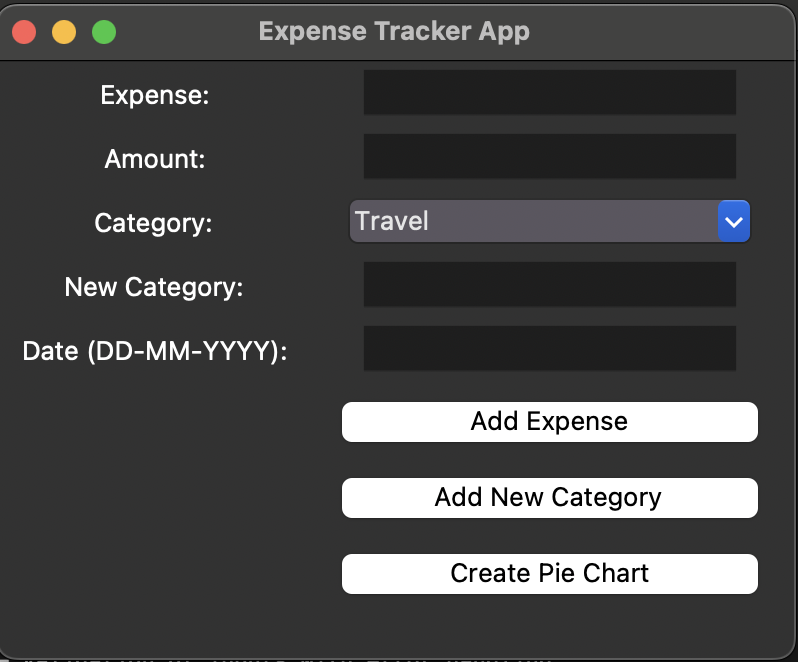 Expense Tracker App
Expense:
Amount:
Category: Travel
New Category:
Date (DD-MM-YYYY):
Add Expense
Add New Category
Create Pie Chart